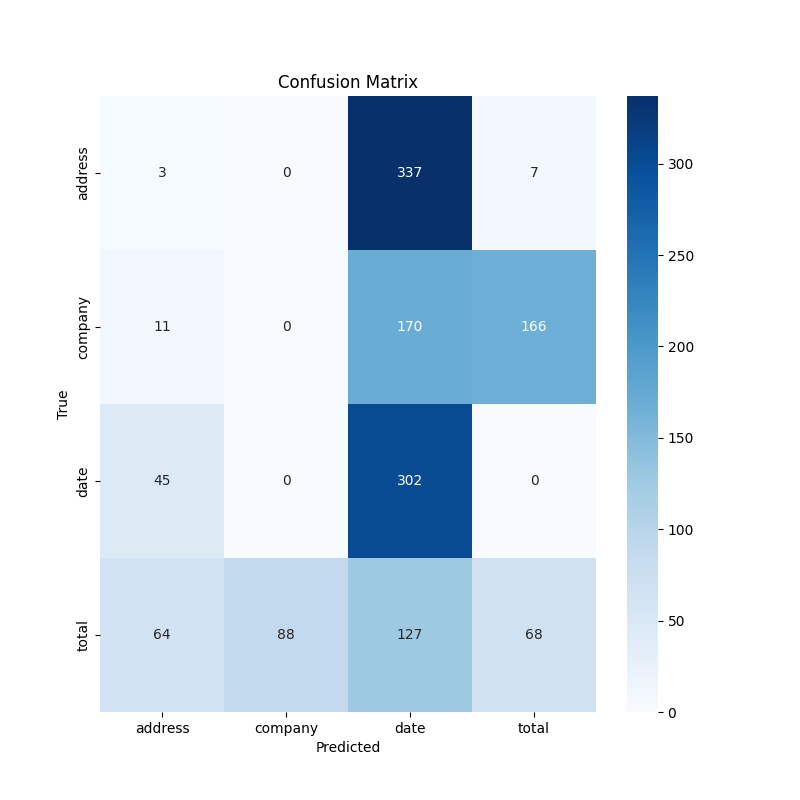 Confusion Matrix
address 3 0 337 7
company 11 0 170 166
date 45 0 302 0
total 64 88 127 68
address company date total
Predicted
True
300
250
200
150
100
50
0